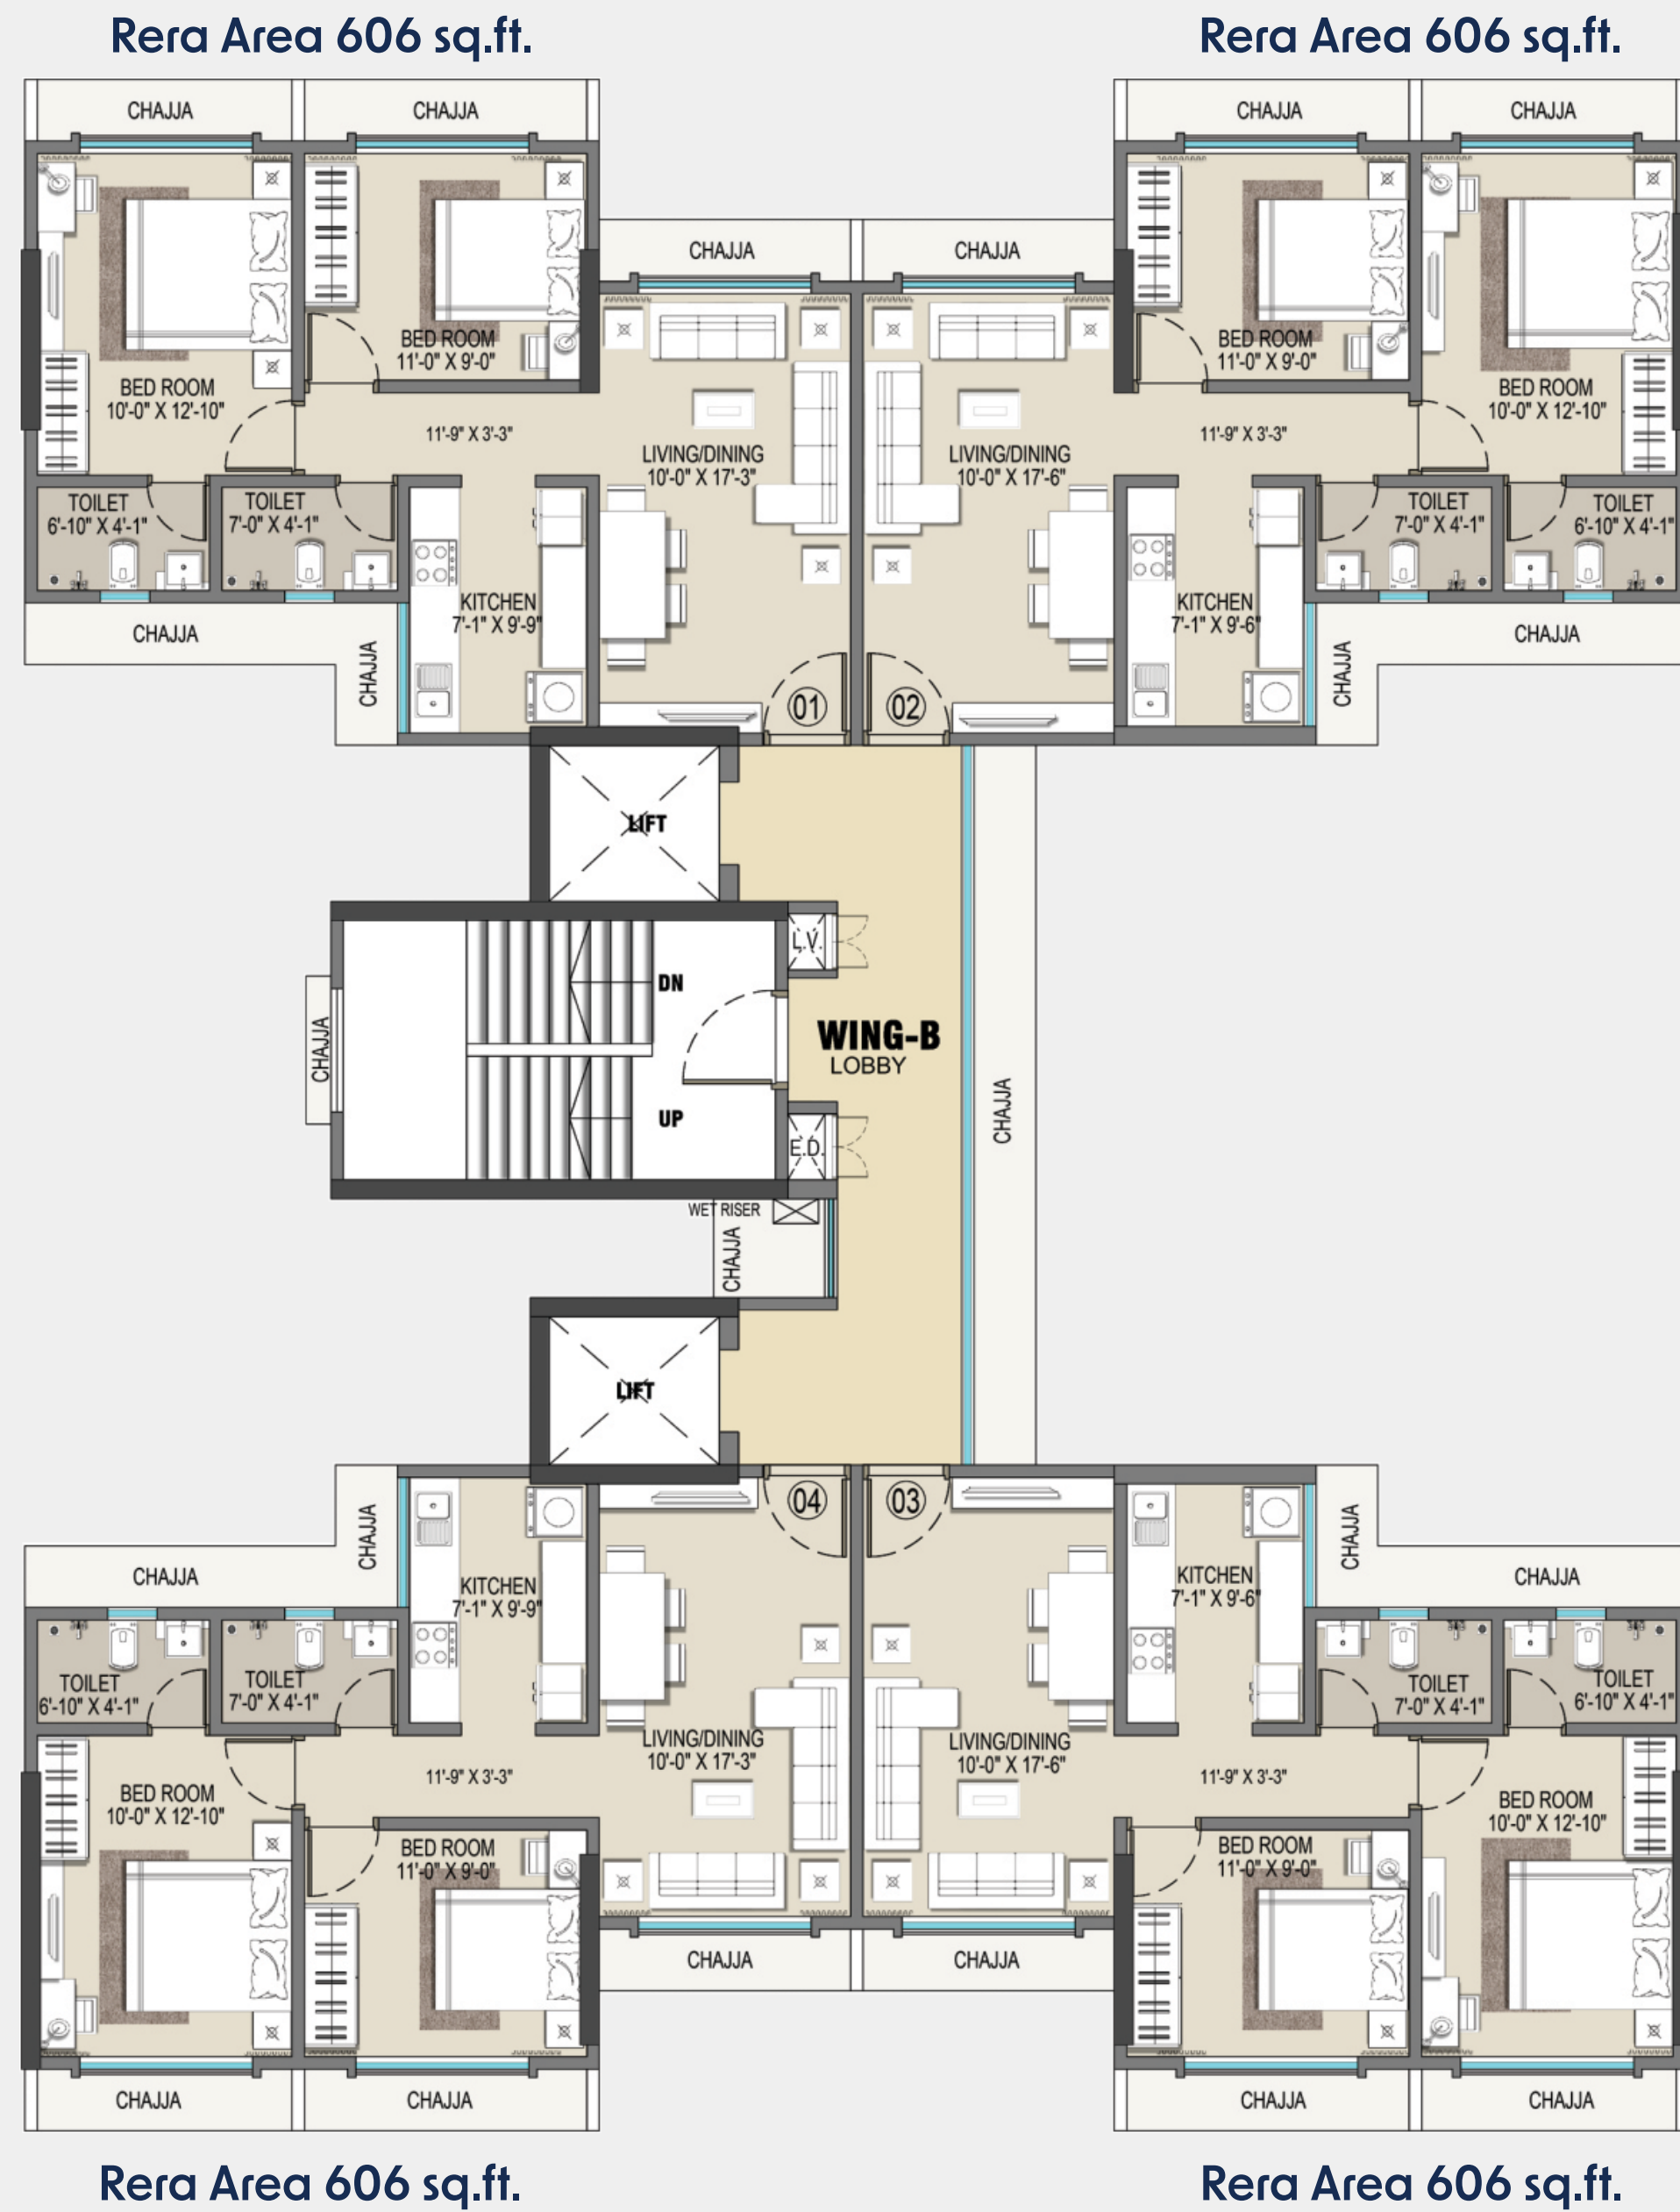 Rera Area 606 sq.ft.
Rera Area 606 sq.ft.
CHAJJA
CHAJJA
CHAJJA
CHAJJA
CHAJJA
CHAJJA
BED ROOM
11'-0" X 9'-0"
BED ROOM
11'-0" X 9'-0"
BED ROOM
10'-0" X 12'-10"
BED ROOM
10'-0" X 12'-10"
11'-9" X 3'-3"
LIVING/DINING
10'-0" X 17'-3"
LIVING/DINING
10'-0" X 17'-6"
11'-9" X 3'-3"
TOILET
6'-10" X 4'-1"
TOILET
7'-0" X 4'-1"
TOILET
7'-0" X 4'-1"
TOILET
6'-10" X 4'-1"
KITCHEN
7'-1" X 9'-9"
KITCHEN
7'-1" X 9'-6"
CHAJJA
CHAJJA
CHAJJA
CHAJJA
01
02
LIFT
L.V.
DN
WING-B
LOBBY
CHAJJA
CHAJJA
UP
E.D.
WET RISER
CHAJJA
LIFT
04
03
CHAJJA
CHAJJA
CHAJJA
CHAJJA
KITCHEN
7'-1" X 9'-9"
KITCHEN
7'-1" X 9'-6"
TOILET
6'-10" X 4'-1"
TOILET
7'-0" X 4'-1"
TOILET
7'-0" X 4'-1"
TOILET
6'-10" X 4'-1"
LIVING/DINING
10'-0" X 17'-3"
LIVING/DINING
10'-0" X 17'-6"
11'-9" X 3'-3"
11'-9" X 3'-3"
BED ROOM
10'-0" X 12'-10"
BED ROOM
10'-0" X 12'-10"
BED ROOM
11'-0" X 9'-0"
BED ROOM
11'-0" X 9'-0"
CHAJJA
CHAJJA
CHAJJA
CHAJJA
CHAJJA
CHAJJA
Rera Area 606 sq.ft.
Rera Area 606 sq.ft.